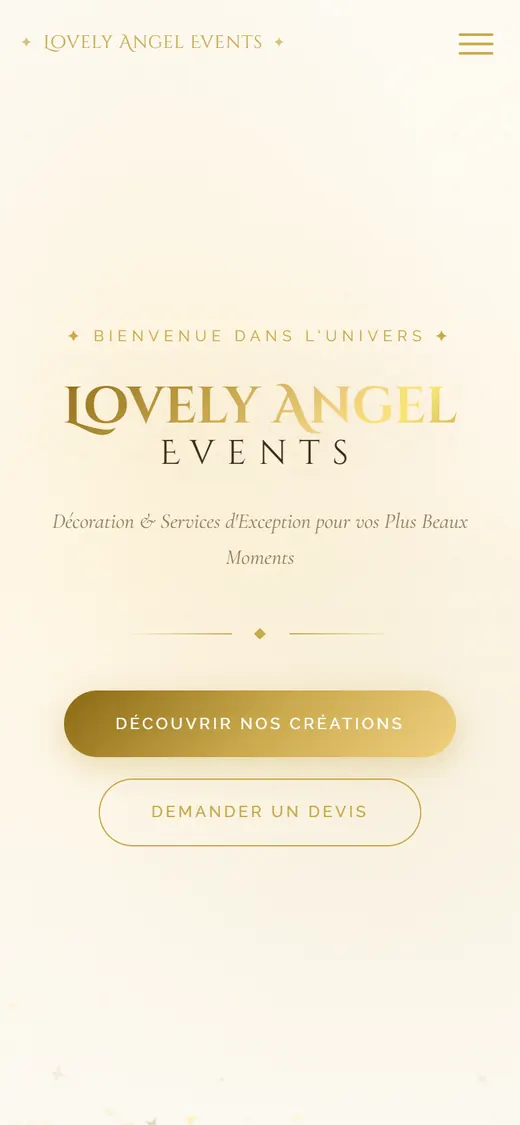 ✦ Lovely Angel Events ✦
✦ BIENVENUE DANS L'UNIVERS ✦
Lovely Angel
Events
Décoration & Services d'Exception pour vos Plus Beaux
Moments
DÉCOUVRIR NOS CRÉATIONS
DEMANDER UN DEVIS